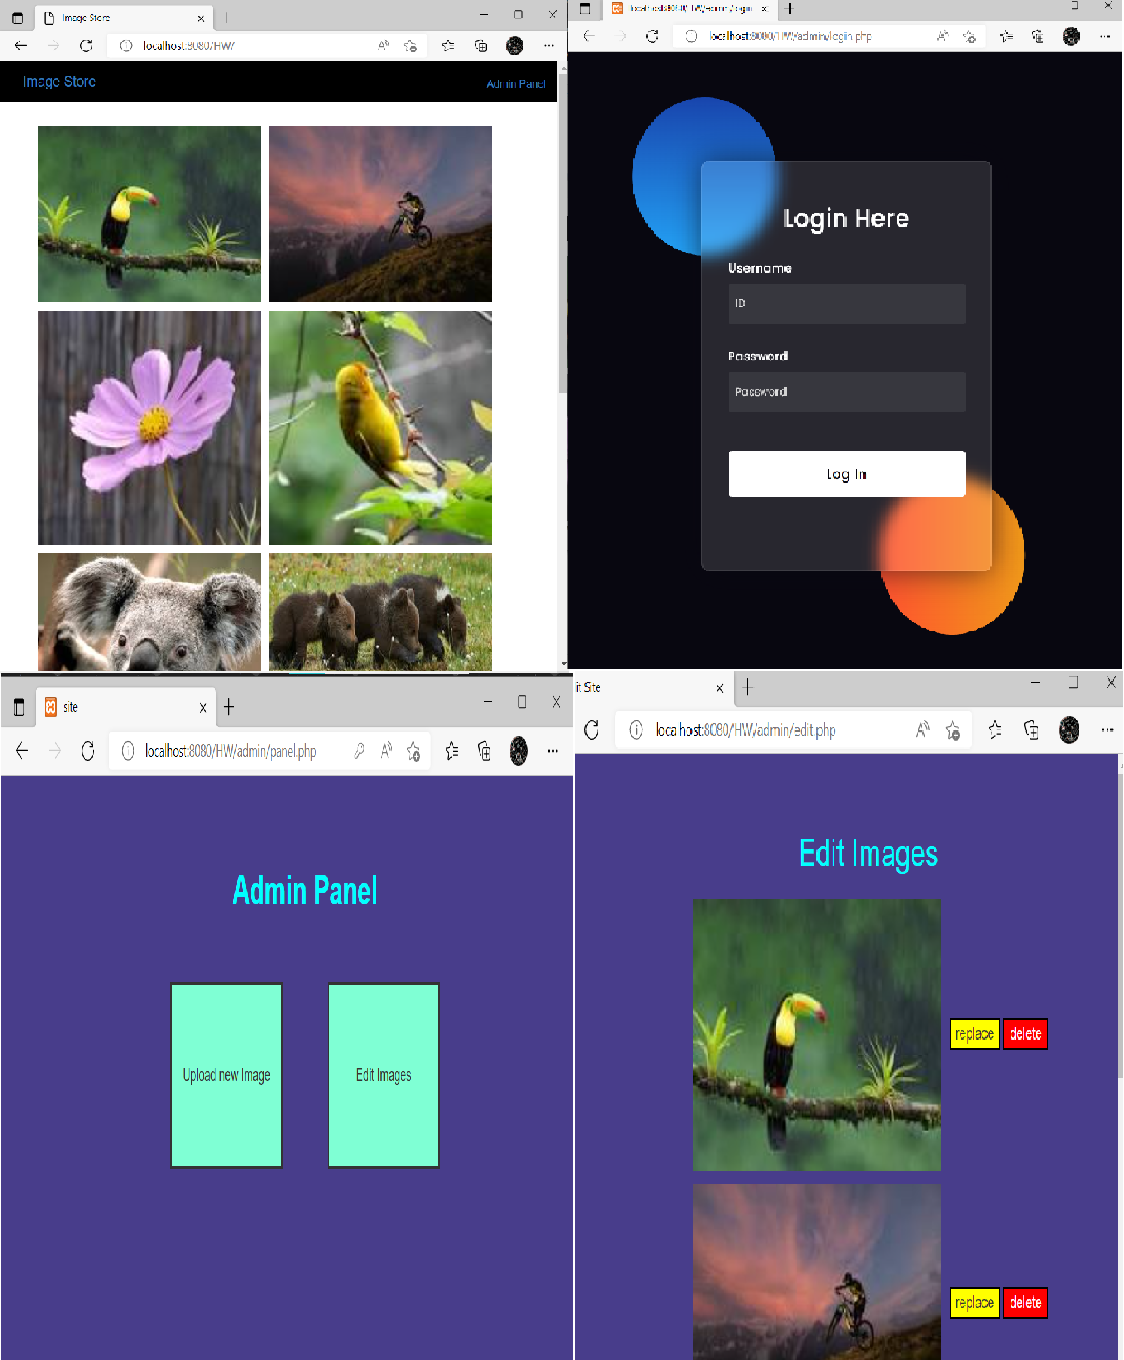 Image Store
localhost:8080/HW/
Image Store
Admin Panel
localhost:8080/HW/admin/login
localhost:8080/HW/admin/login.php
Login Here
Username
ID
Password
Password
Log In
site
localhost:8080/HW/admin/panel.php
Admin Panel
Upload new Image
Edit Images
it Site
localhost:8080/HW/admin/edit.php
Edit Images
replace
delete
replace
delete